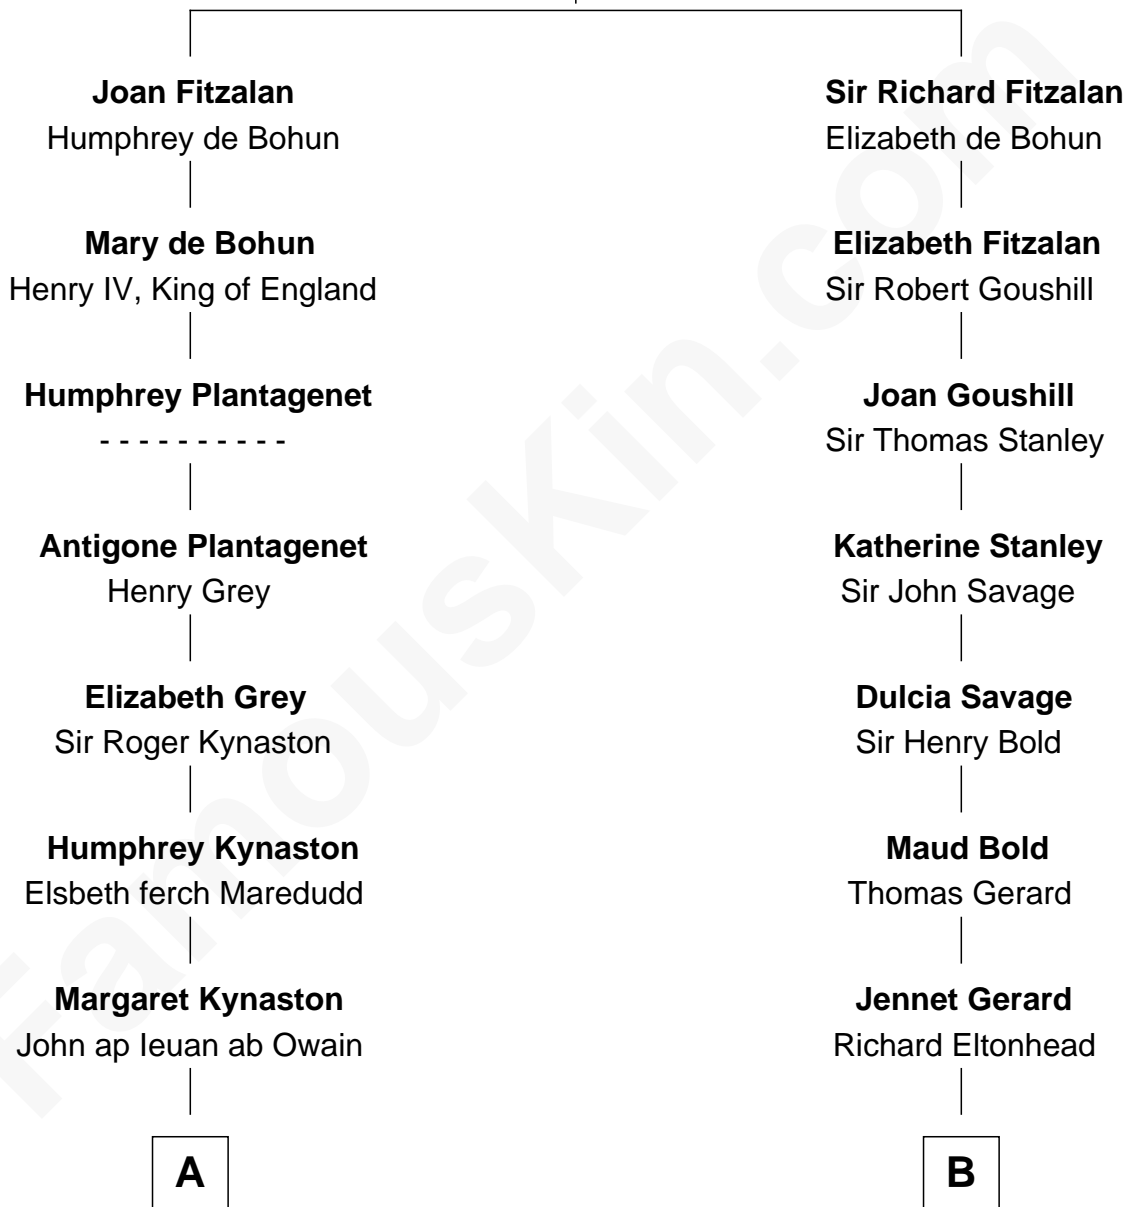 Joan Fitzalan
Humphrey de Bohun
Mary de Bohun
Henry IV, King of England
Humphrey Plantagenet
- - - - - - - - - -
Antigone Plantagenet
Henry Grey
Elizabeth Grey
Sir Roger Kynaston
Humphrey Kynaston
Elsbeth ferch Maredudd
Margaret Kynaston
John ap Ieuan ab Owain
A
Sir Richard Fitzalan
Elizabeth de Bohun
Elizabeth Fitzalan
Sir Robert Goushill
Joan Goushill
Sir Thomas Stanley
Katherine Stanley
Sir John Savage
Dulcia Savage
Sir Henry Bold
Maud Bold
Thomas Gerard
Jennet Gerard
Richard Eltonhead
B
FamousKin.com